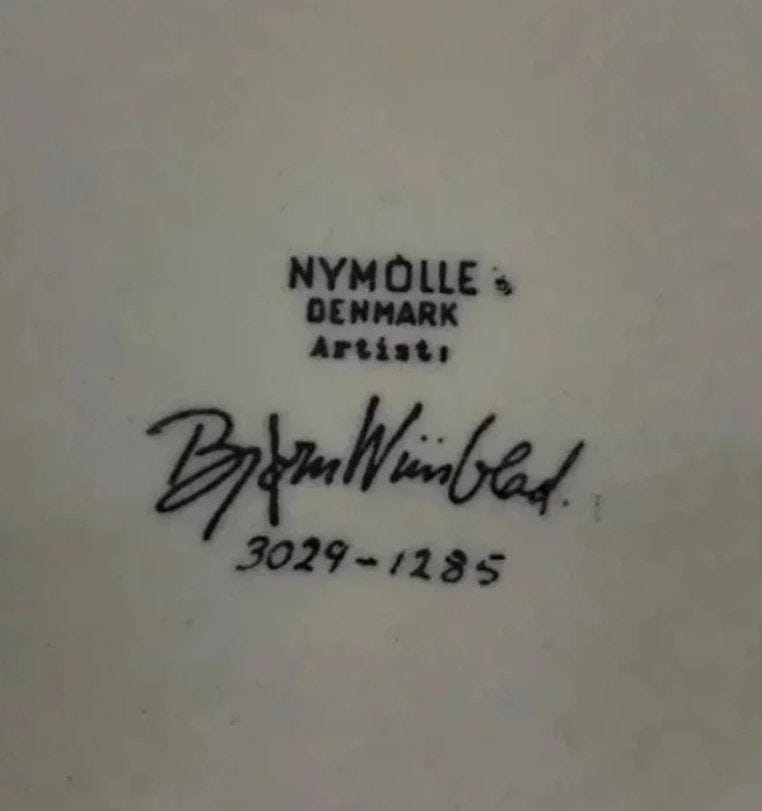 NYMÖLLE
DENMARK
Artist:
Bjørn Wiinblad.
3029-1285